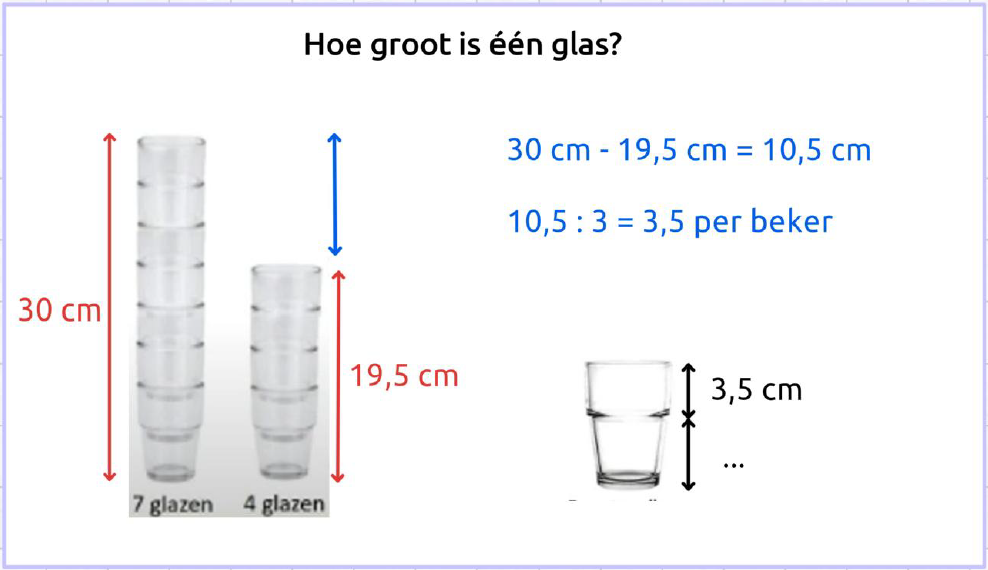 Hoe groot is één glas?
30 cm - 19,5 cm = 10,5 cm
10,5 : 3 = 3,5 per beker
30 cm
19,5 cm
3,5 cm
...
7 glazen
4 glazen